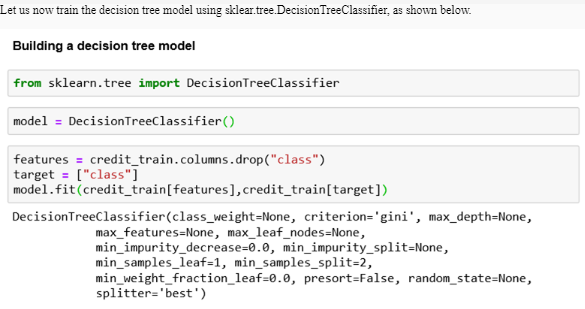 Let us now train the decision tree model using sklear.tree.DecisionTreeClassifier, as shown below.
Building a decision tree model
from sklearn.tree import DecisionTreeClassifier
model = DecisionTreeClassifier()
features = credit_train.columns.drop("class")
target = ["class"]
model.fit(credit_train[features],credit_train[target])
DecisionTreeClassifier(class_weight=None, criterion='gini', max_depth=None,
max_features=None, max_leaf_nodes=None,
min_impurity_decrease=0.0, min_impurity_split=None,
min_samples_leaf=1, min_samples_split=2,
min_weight_fraction_leaf=0.0, presort=False, random_state=None,
splitter='best')